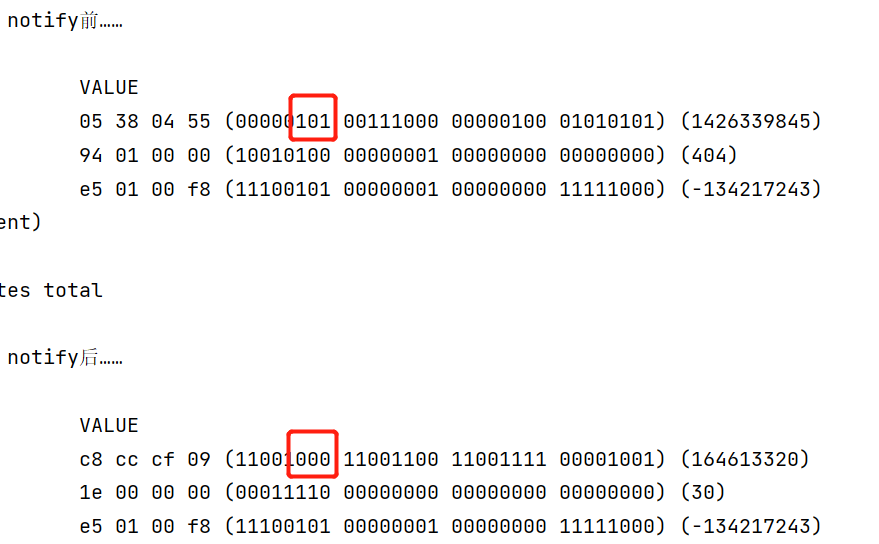 notify前……
VALUE
05 38 04 55 (00000101 00111000 00000100 01010101) (1426339845)
94 01 00 00 (10010100 00000001 00000000 00000000) (404)
e5 01 00 f8 (11100101 00000001 00000000 11111000) (-134217243)
ent)
tes total
notify后……
VALUE
c8 cc cf 09 (11001000 11001100 11001111 00001001) (164613320)
1e 00 00 00 (00011110 00000000 00000000 00000000) (30)
e5 01 00 f8 (11100101 00000001 00000000 11111000) (-134217243)